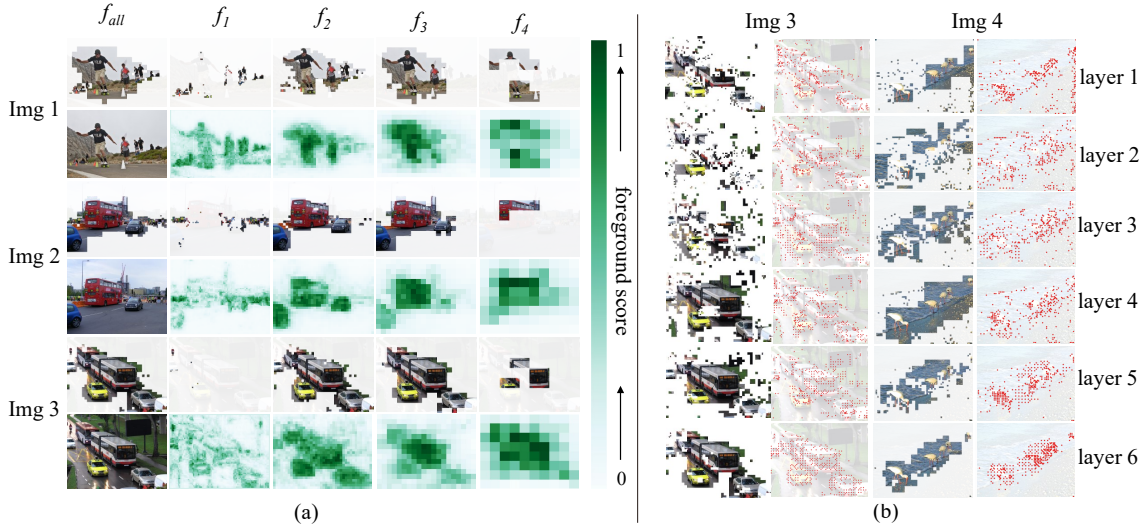 f_all f_1 f_2 f_3 f_4
Img 1
Img 2
Img 3
1
foreground score
0
(a)
Img 3 Img 4
layer 1
layer 2
layer 3
layer 4
layer 5
layer 6
(b)